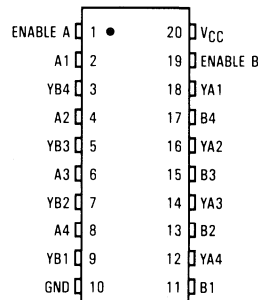 ENABLE A 1 20 VCC
A1 2 19 ENABLE B
YB4 3 18 YA1
A2 4 17 B4
YB3 5 16 YA2
A3 6 15 B3
YB2 7 14 YA3
A4 8 13 B2
YB1 9 12 YA4
GND 10 11 B1